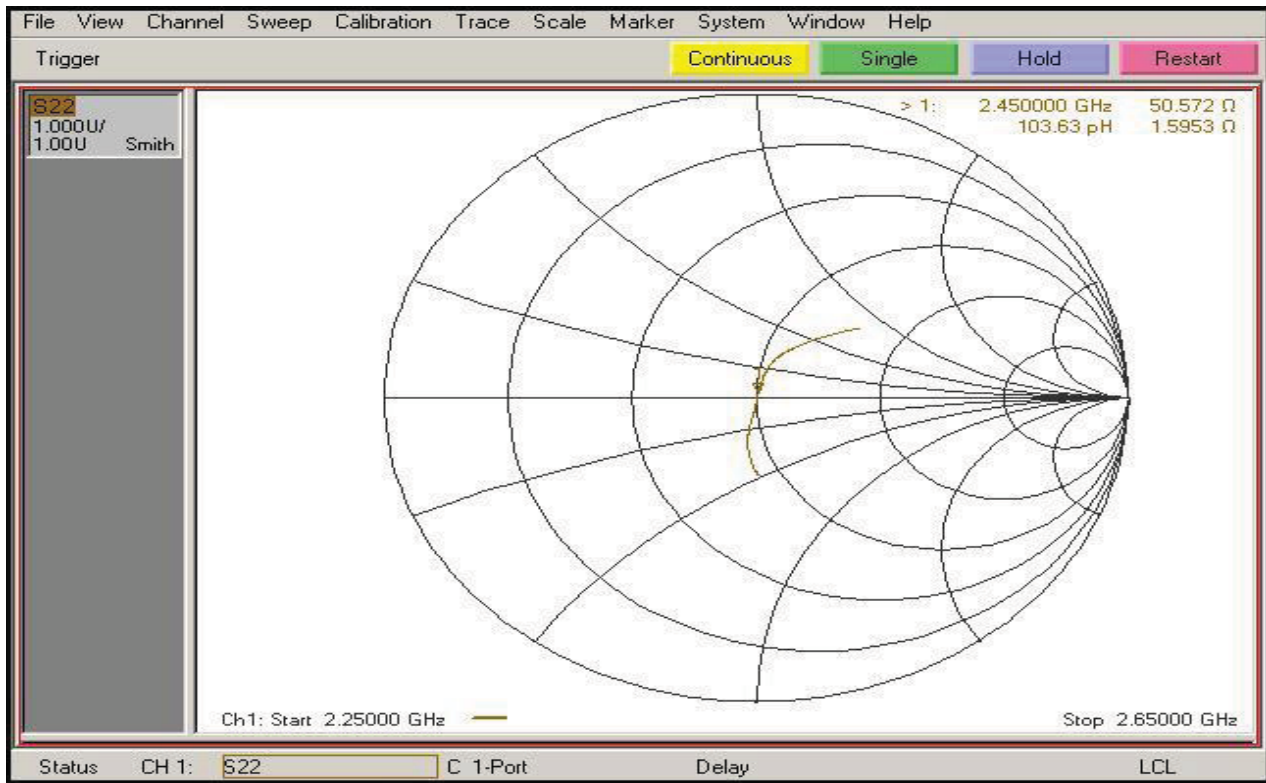 File View Channel Sweep Calibration Trace Scale Marker System Window Help
Trigger Continuous Single Hold Restart
S22
1.000U/
1.00U Smith
> 1: 2.450000 GHz 50.572 Ω
103.63 pH 1.5953 Ω
Ch1: Start 2.25000 GHz Stop 2.65000 GHz
Status CH 1: S22 C 1-Port Delay LCL